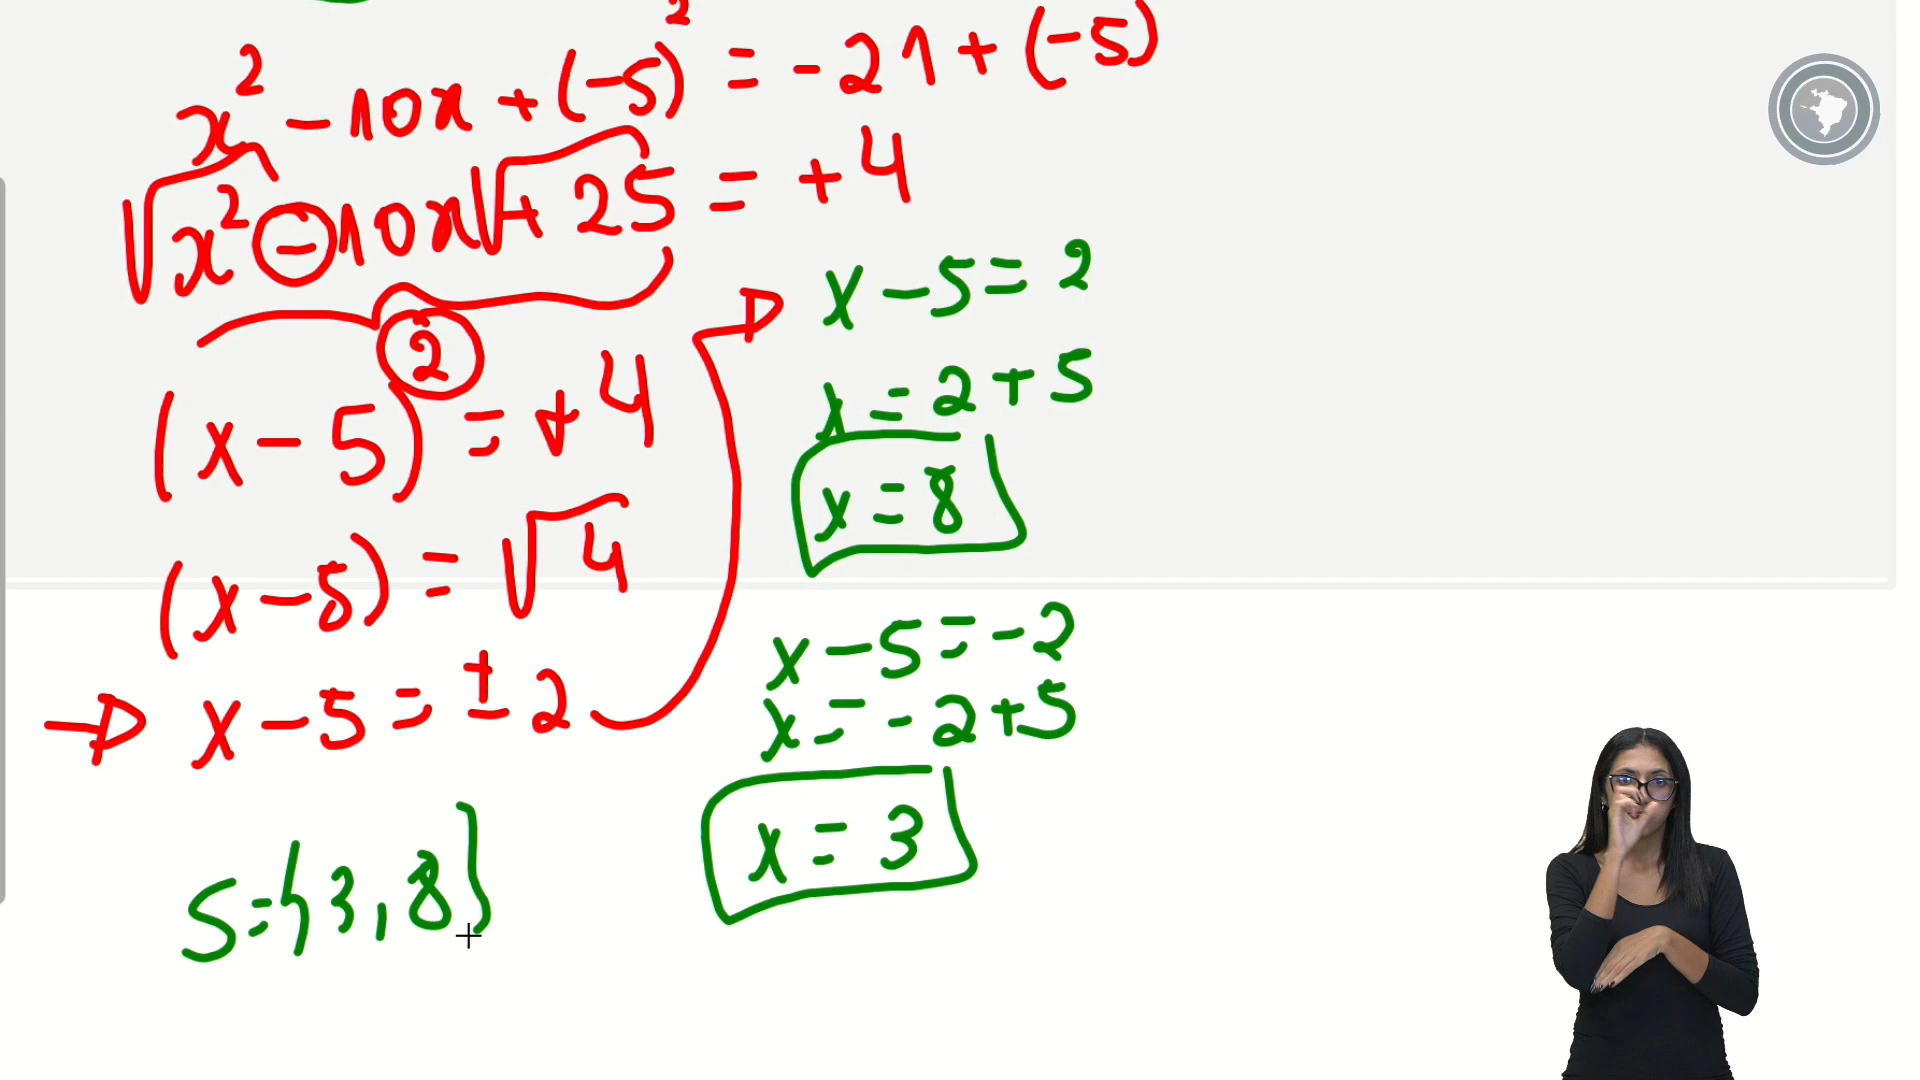 x² - 10x + (-5)² = -21 + (-5)²
√x² - 10x √+ 25 = + 4
(x - 5)² = + 4
(x - 5) = √4
x - 5 = ± 2
S = {3, 8}
x - 5 = 2
x = 2 + 5
x = 8
x - 5 = - 2
x = - 2 + 5
x = 3